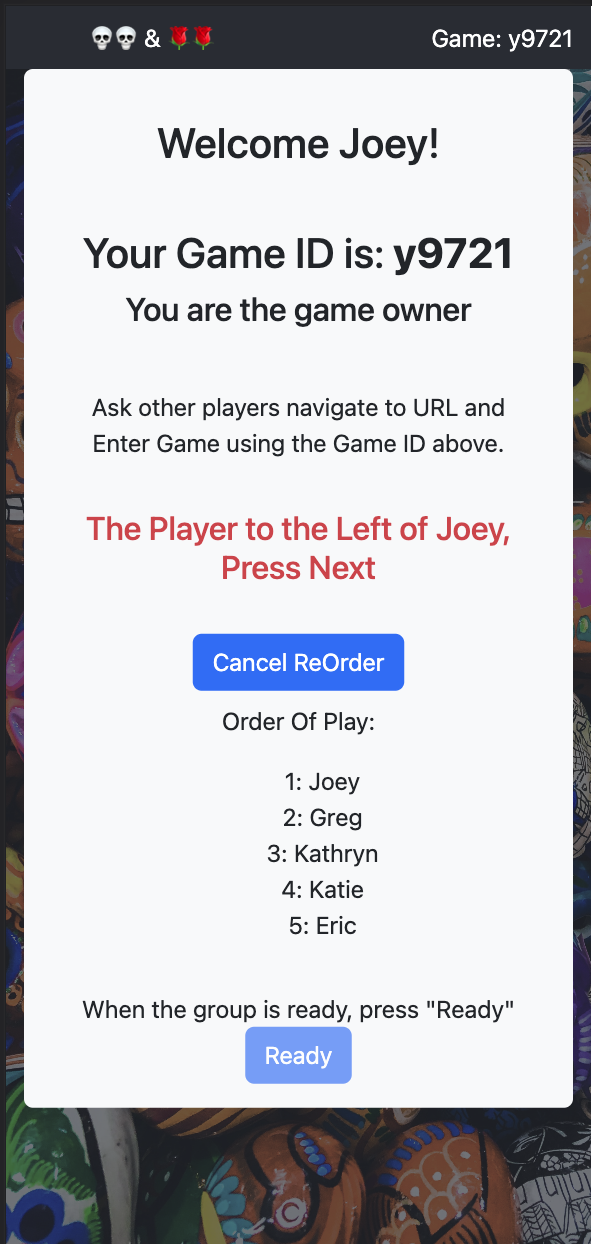 💀💀 & 🌹🌹 Game: y9721
Welcome Joey!
Your Game ID is: y9721
You are the game owner
Ask other players navigate to URL and
Enter Game using the Game ID above.
The Player to the Left of Joey,
Press Next
Cancel ReOrder
Order Of Play:
1: Joey
2: Greg
3: Kathryn
4: Katie
5: Eric
When the group is ready, press "Ready"
Ready